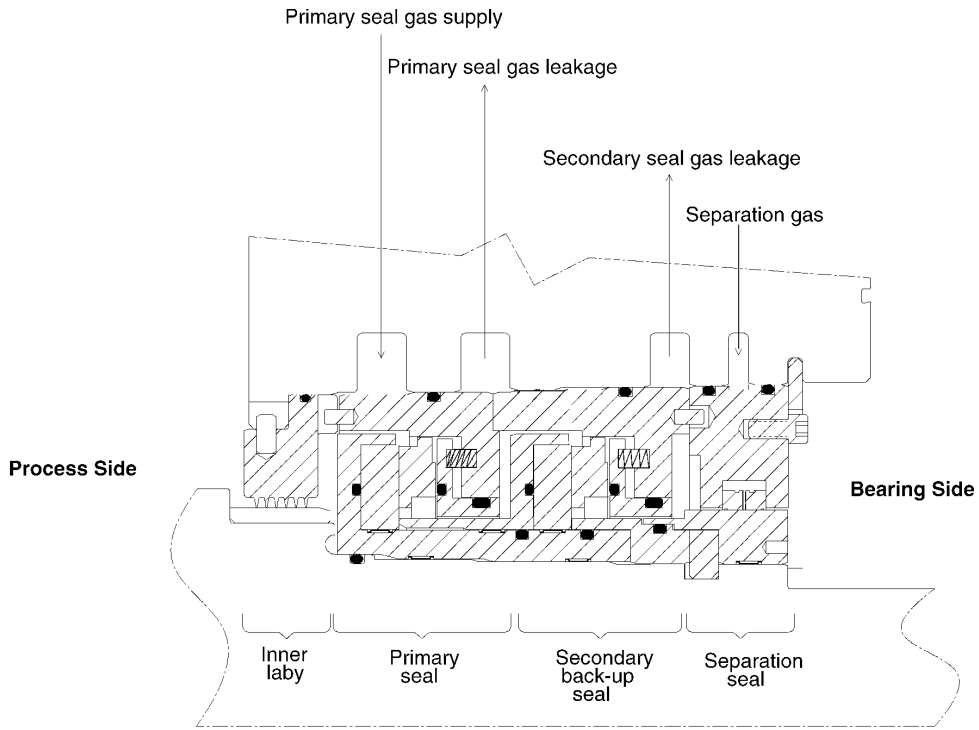 Primary seal gas supply
Primary seal gas leakage
Secondary seal gas leakage
Separation gas
Process Side
Bearing Side
Inner
laby
Primary
seal
Secondary
back-up
seal
Separation
seal